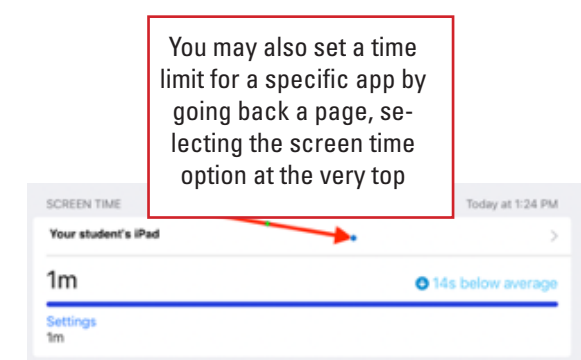 You may also set a time
limit for a specific app by
going back a page, se-
lecting the screen time
option at the very top
SCREEN TIME Today at 1:24 PM
Your student's iPad
1m 14s below average
Settings
1m